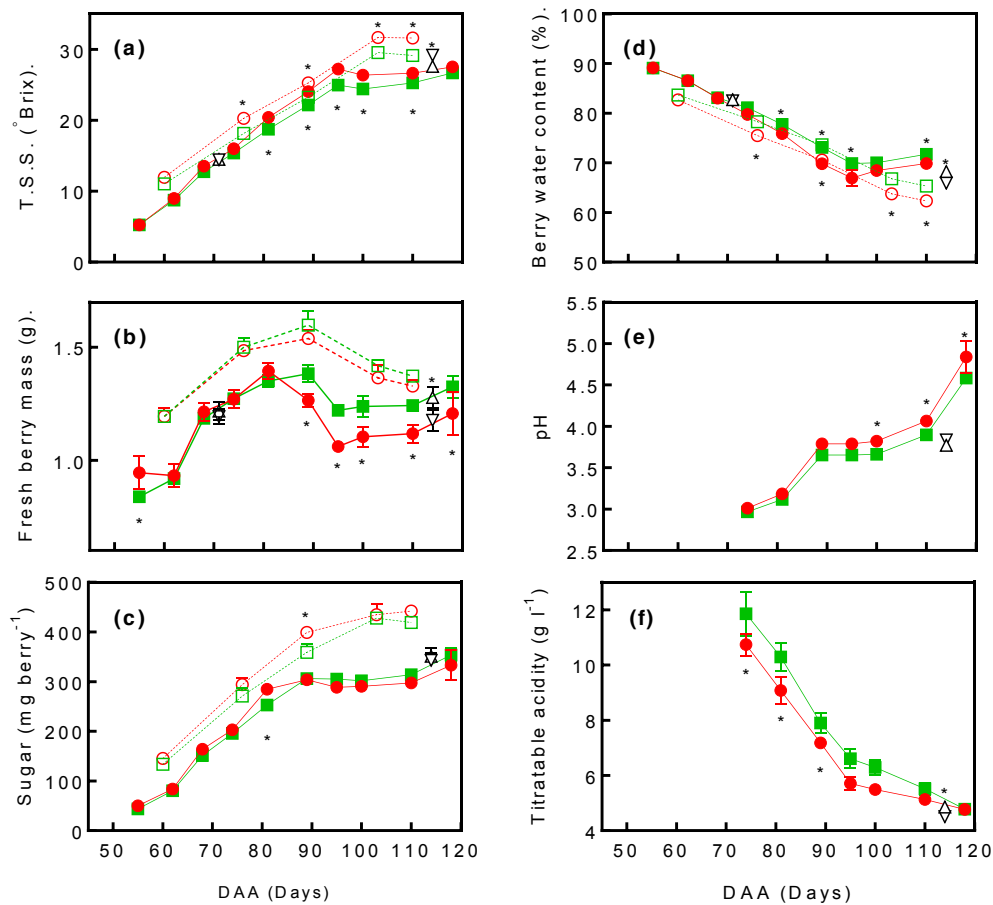 (a)
T.S.S. (°Brix).
30
20
10
0
(b)
Fresh berry mass (g).
1.5
1.0
(c)
Sugar (mg berry⁻¹)
500
400
300
200
100
0
50 60 70 80 90 100 110 120
DAA (Days)
(d)
Berry water content (%).
100
90
80
70
60
50
(e)
pH
5.5
5.0
4.5
4.0
3.5
3.0
2.5
(f)
Titratable acidity (g l⁻¹)
12
10
8
6
4
50 60 70 80 90 100 110 120
DAA (Days)